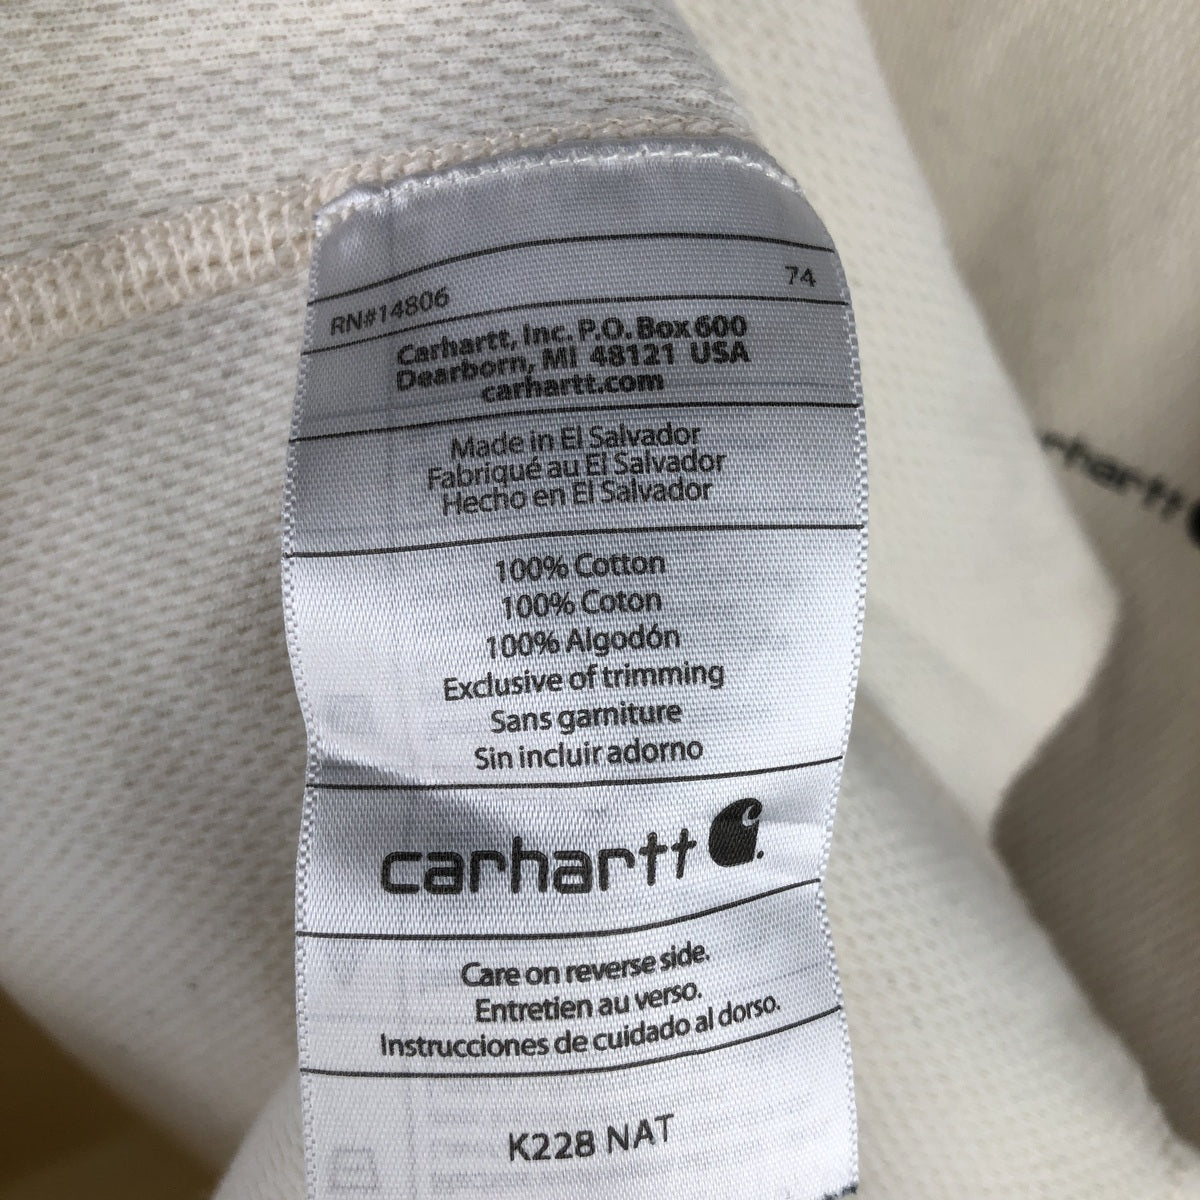 RN#14806 74
Carhartt, Inc. P.O. Box 600
Dearborn, MI 48121 USA
carhartt.com
Made in El Salvador
Fabriqué au El Salvador
Hecho en El Salvador
100% Cotton
100% Coton
100% Algodón
Exclusive of trimming
Sans garniture
Sin incluir adorno
carhartt
Care on reverse side.
Entretien au verso.
Instrucciones de cuidado al dorso.
K228 NAT